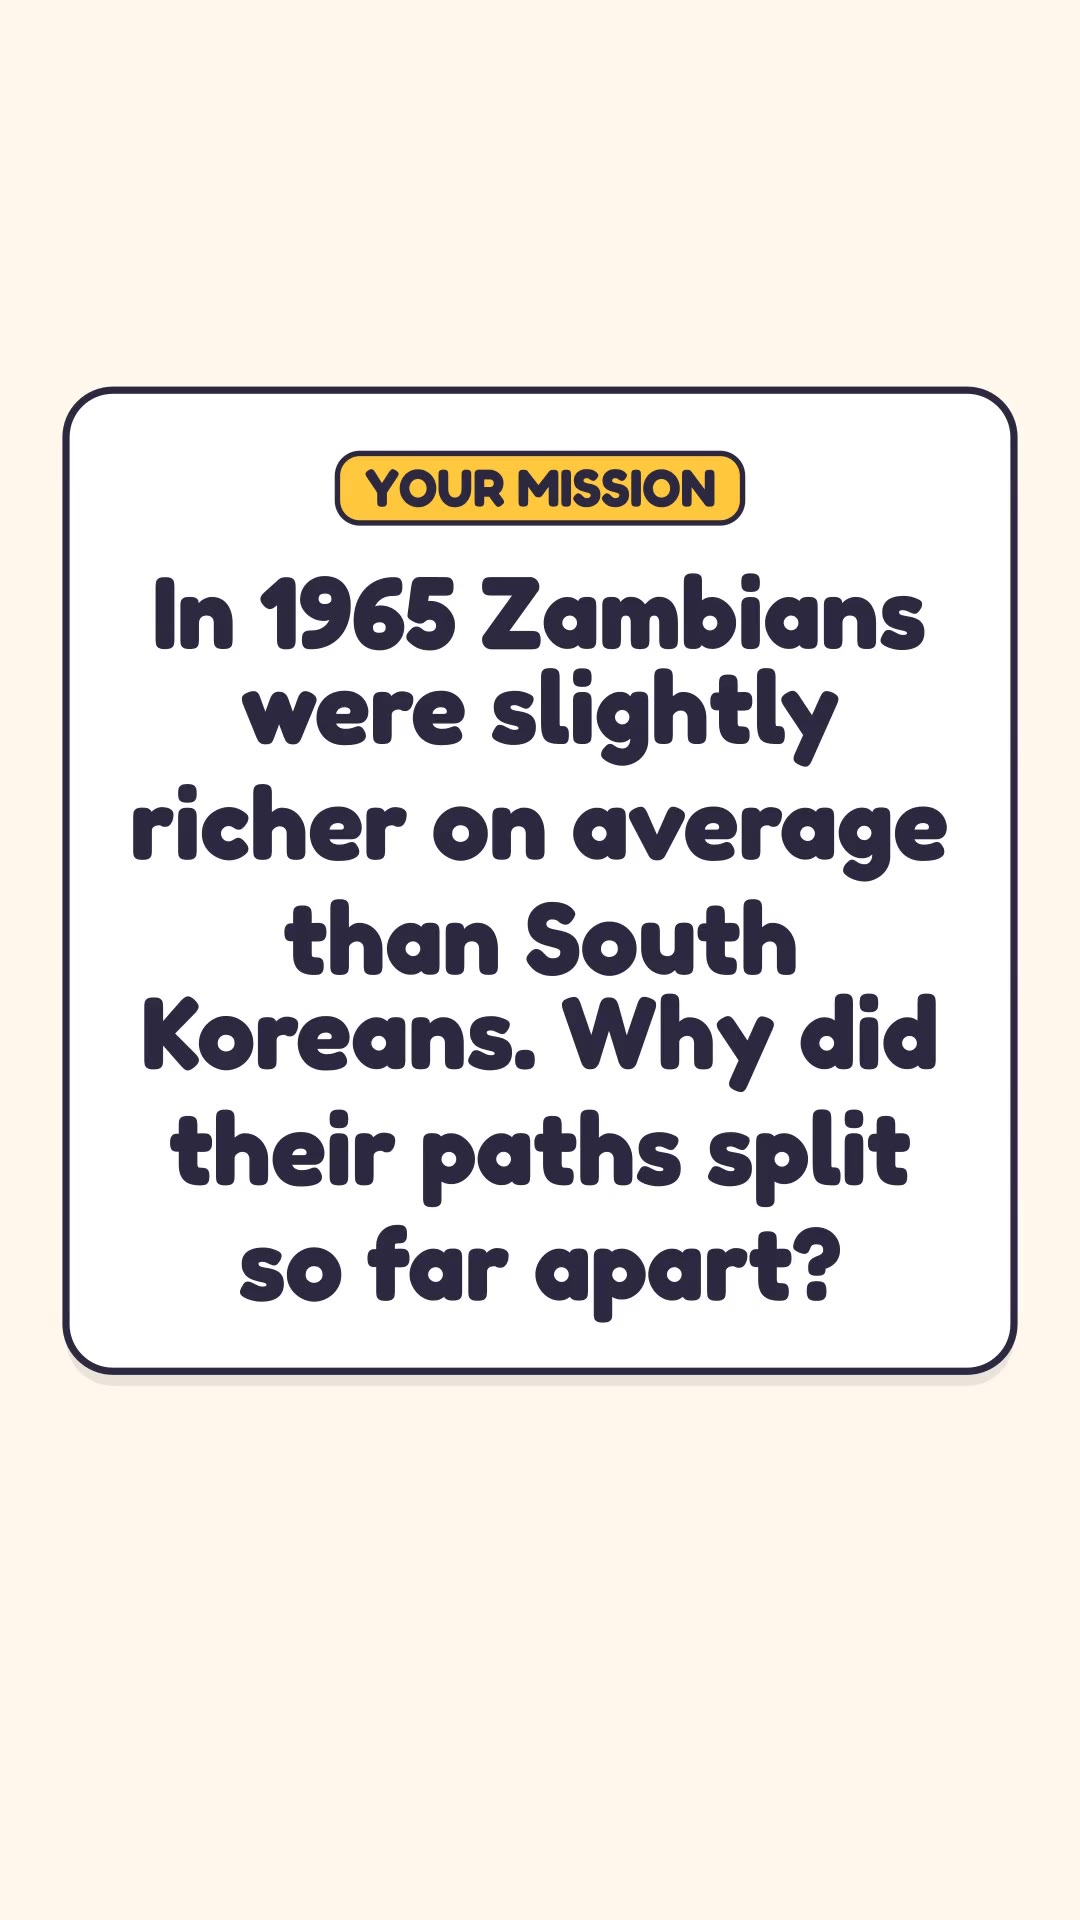 YOUR MISSION
In 1965 Zambians
were slightly
richer on average
than South
Koreans. Why did
their paths split
so far apart?